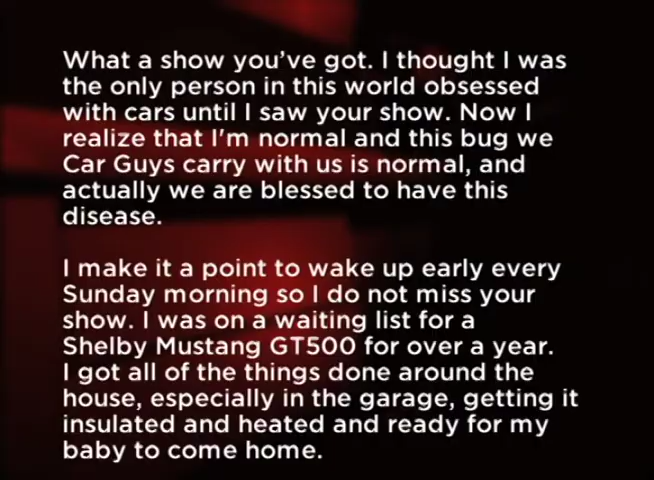 What a show you’ve got. I thought I was
the only person in this world obsessed
with cars until I saw your show. Now I
realize that I'm normal and this bug we
Car Guys carry with us is normal, and
actually we are blessed to have this
disease.
I make it a point to wake up early every
Sunday morning so I do not miss your
show. I was on a waiting list for a
Shelby Mustang GT500 for over a year.
I got all of the things done around the
house, especially in the garage, getting it
insulated and heated and ready for my
baby to come home.